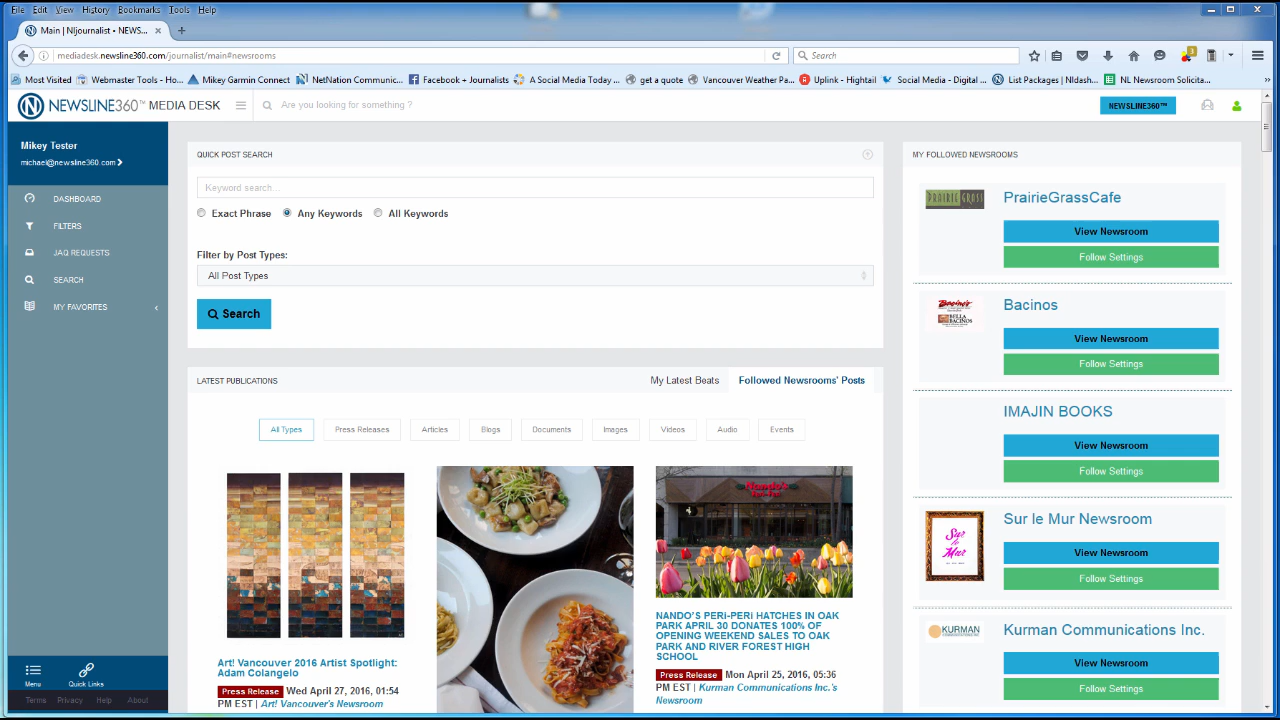 File Edit View History Bookmarks Tools Help
Main | NIjournalist • NEWS...
mediadesk.newsline360.com/journalist/main#newsrooms
Search
3
Most Visited Webmaster Tools - Ho... Mikey Garmin Connect NetNation Communic... Facebook + Journalists A Social Media Today ... get a quote Vancouver Weather Pa... Uplink - Hightail Social Media - Digital ... List Packages | NIdash... NL Newsroom Solicita...
NEWSLINE360™ MEDIA DESK
Are you looking for something ?
NEWSLINE360™
Mikey Tester
michael@newsline360.com
DASHBOARD
FILTERS
JAQ REQUESTS
SEARCH
MY FAVORITES
Menu Quick Links
Terms Privacy Help About
QUICK POST SEARCH
Keyword search...
Exact Phrase Any Keywords All Keywords
Filter by Post Types:
All Post Types
Search
LATEST PUBLICATIONS My Latest Beats Followed Newsrooms' Posts
All Types Press Releases Articles Blogs Documents Images Videos Audio Events
Art! Vancouver 2016 Artist Spotlight:
Adam Colangelo
Press Release Wed April 27, 2016, 01:54
PM EST | Art! Vancouver's Newsroom
Nando's
NANDO'S PERI-PERI HATCHES IN OAK
PARK APRIL 30 DONATES 100% OF
OPENING WEEKEND SALES TO OAK
PARK AND RIVER FOREST HIGH
SCHOOL
Press Release Mon April 25, 2016, 05:36
PM EST | Kurman Communications Inc.'s
Newsroom
MY FOLLOWED NEWSROOMS
PRAIRIE GRASS
PrairieGrassCafe
View Newsroom
Follow Settings
Bacino's
BELLA
BACINOS
Bacinos
View Newsroom
Follow Settings
IMAJIN BOOKS
View Newsroom
Follow Settings
Sur
le
Mur
Sur le Mur Newsroom
View Newsroom
Follow Settings
KURMAN
Kurman Communications Inc.
View Newsroom
Follow Settings